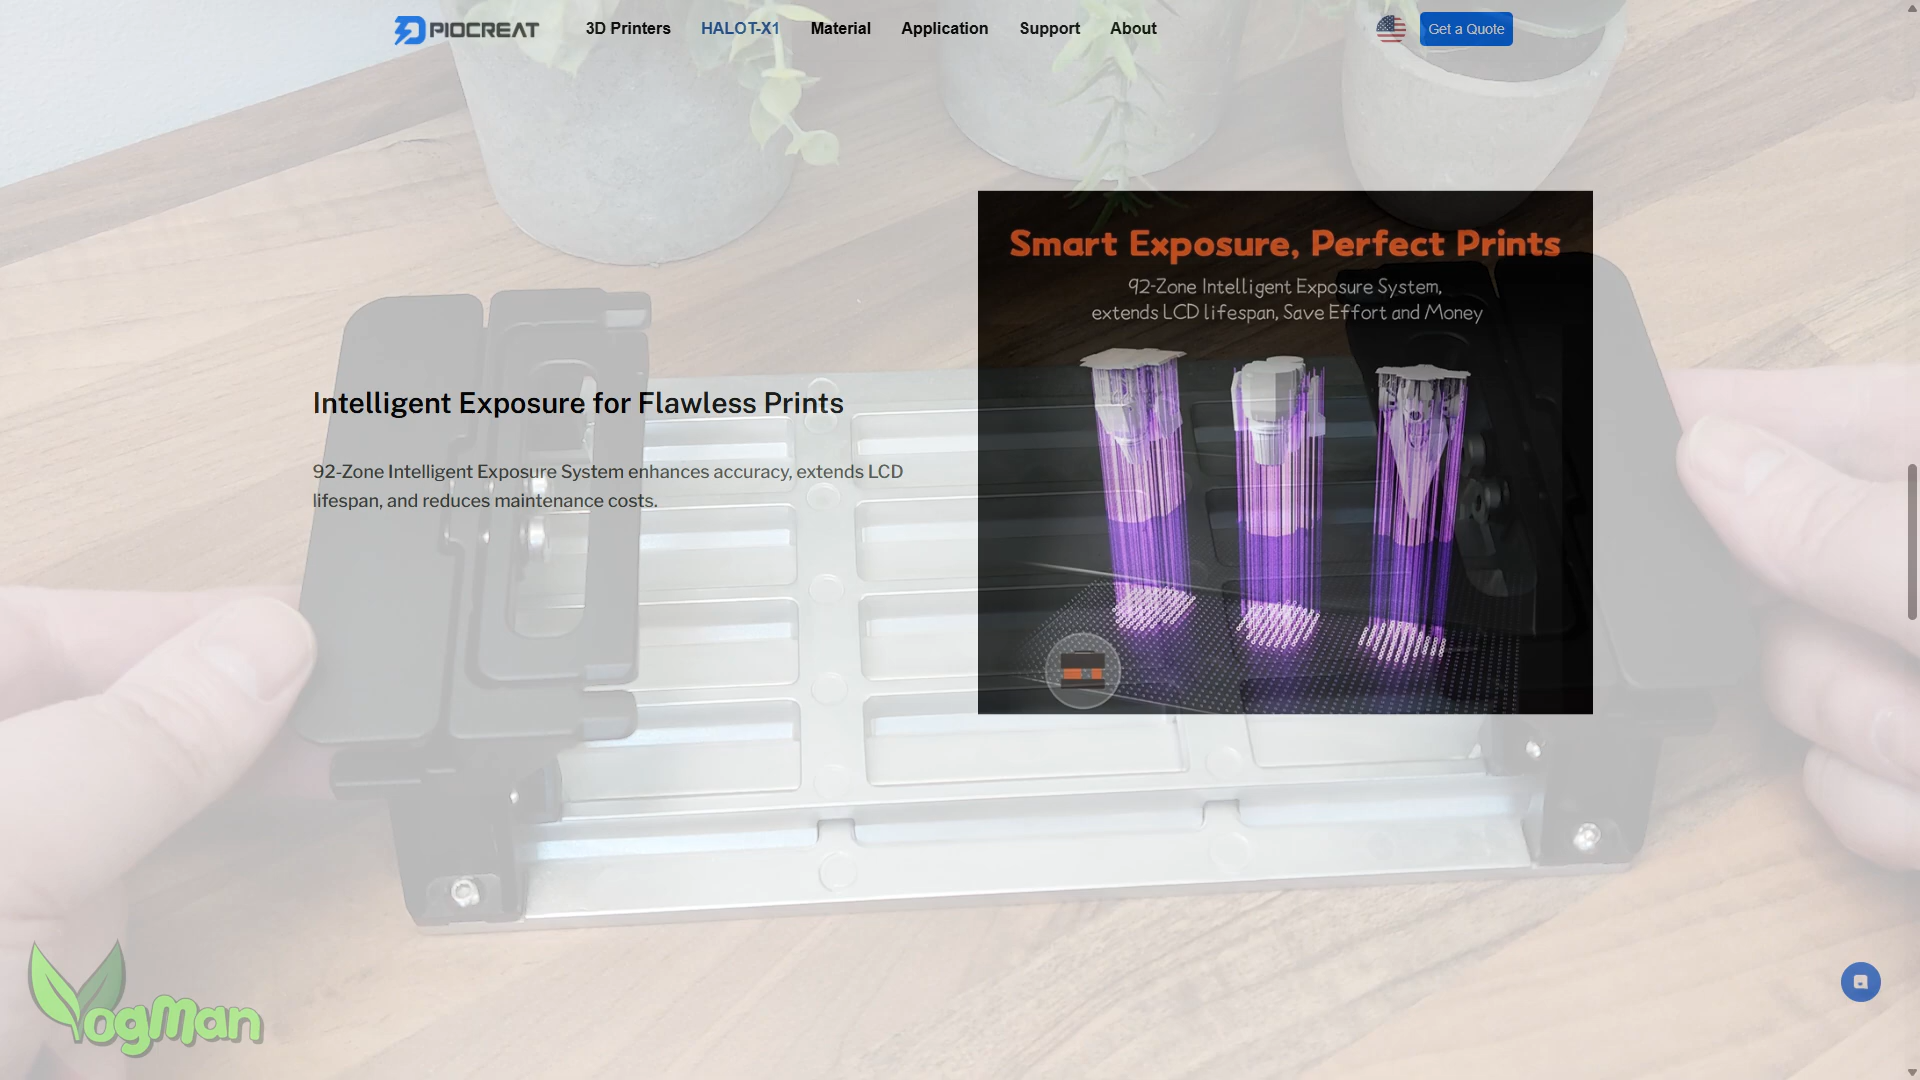 PIOCREAT
3D Printers
HALOT-X1
Material
Application
Support
About
Get a Quote
Smart Exposure, Perfect Prints
92-Zone Intelligent Exposure System,
extends LCD lifespan, Save Effort and Money
Intelligent Exposure for Flawless Prints
92-Zone Intelligent Exposure System enhances accuracy, extends LCD
lifespan, and reduces maintenance costs.
YogMan